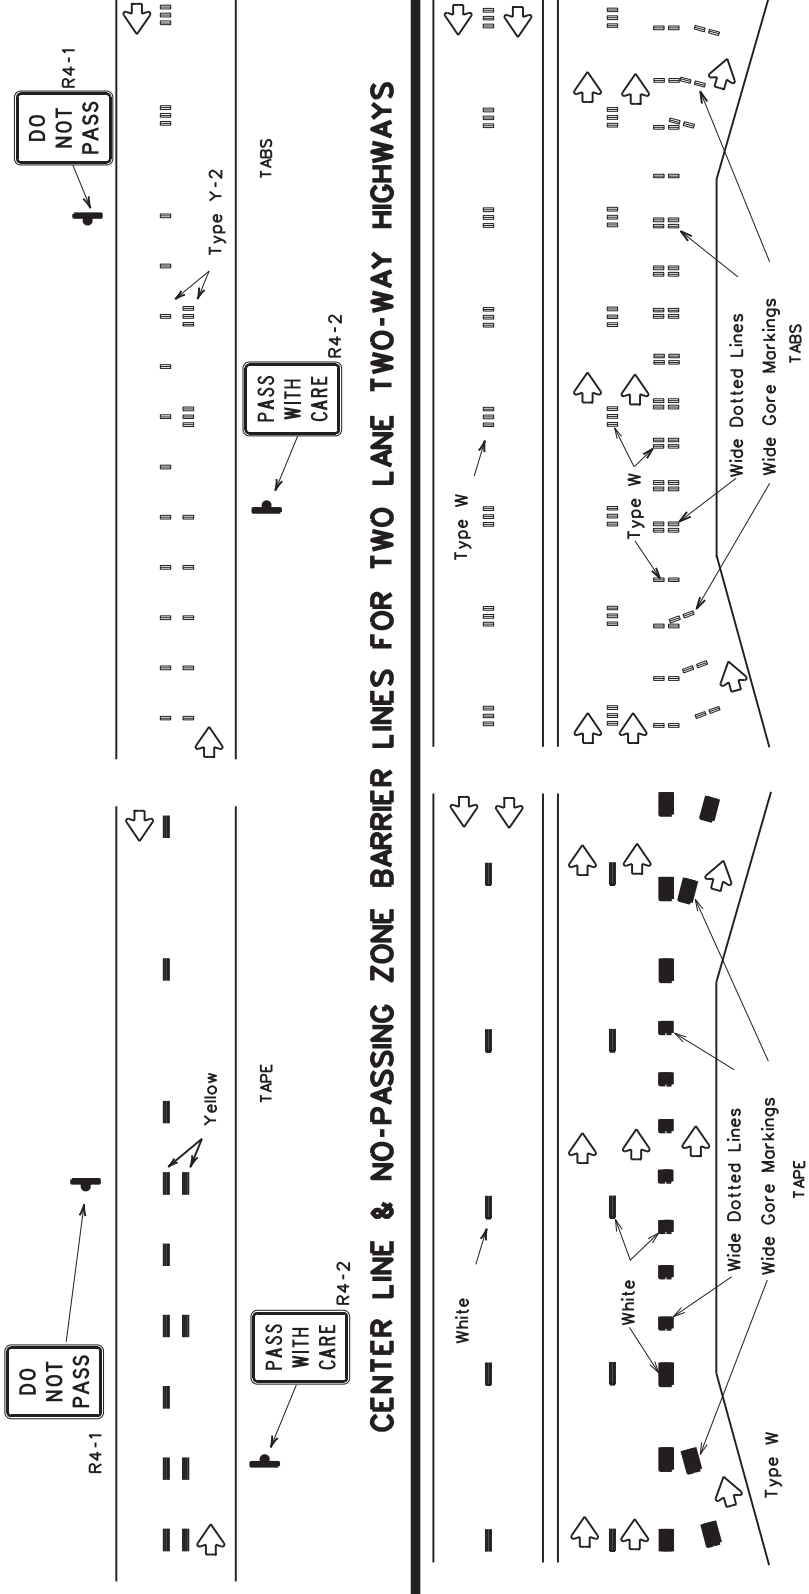 R4-1
DO
NOT
PASS
Yellow
TAPE
PASS
WITH
CARE
R4-2
DO
NOT
PASS
R4-1
Type Y-2
TABS
PASS
WITH
CARE
R4-2
CENTER LINE & NO-PASSING ZONE BARRIER LINES FOR TWO LANE TWO-WAY HIGHWAYS
White
White
Wide Dotted Lines
Wide Gore Markings
Type W
TAPE
Type W
Type W
Type W
Wide Dotted Lines
Wide Gore Markings
TABS